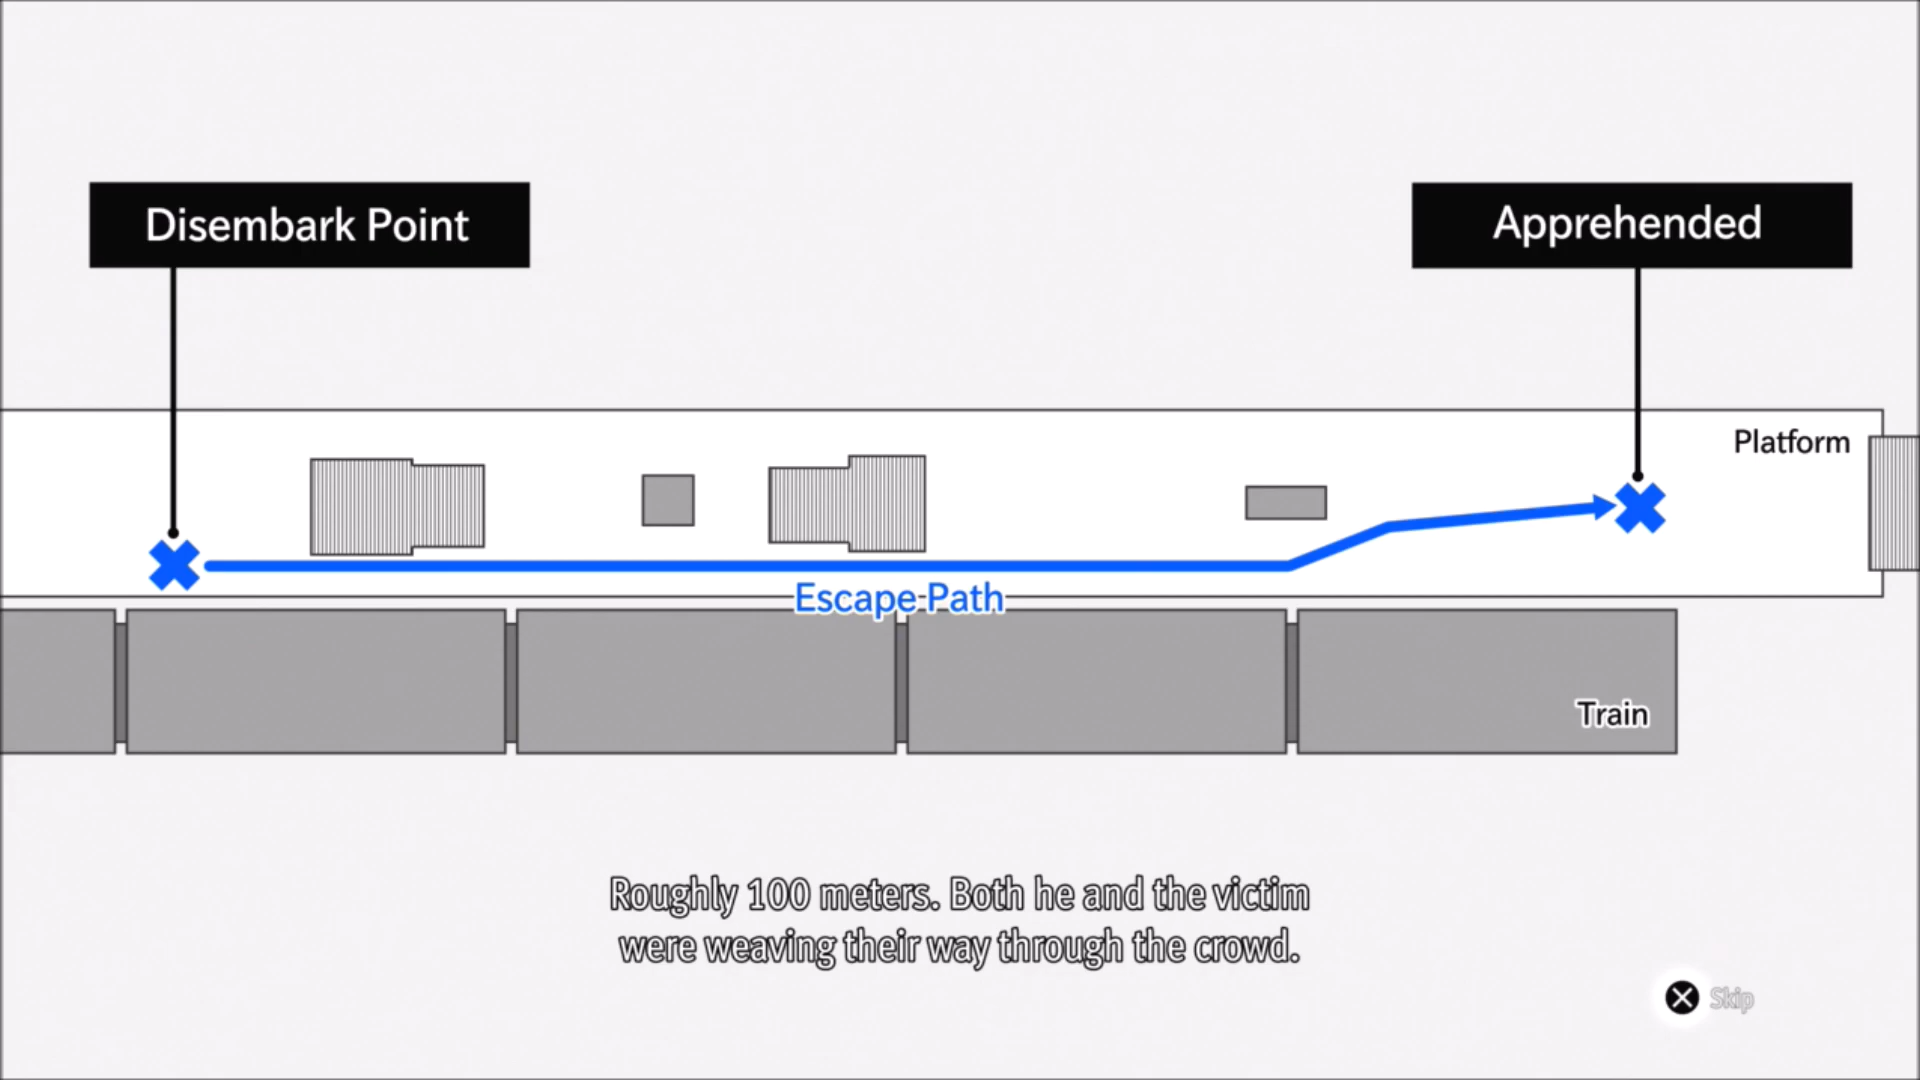 Disembark Point
Apprehended
Platform
Escape Path
Train
Roughly 100 meters. Both he and the victim
were weaving their way through the crowd.
Skip